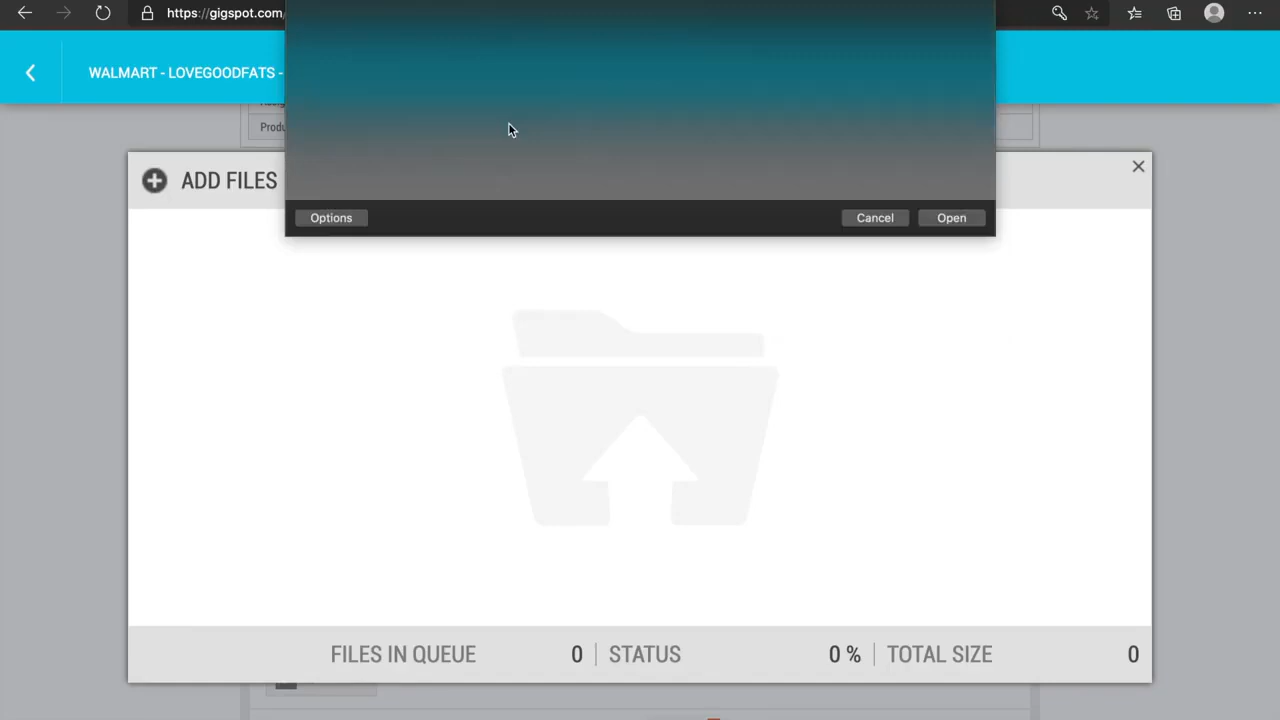 https://gigspot.com/
WALMART - LOVEGOODFATS -
Produ
ADD FILES
Options
Cancel
Open
FILES IN QUEUE 0 STATUS 0 % TOTAL SIZE 0